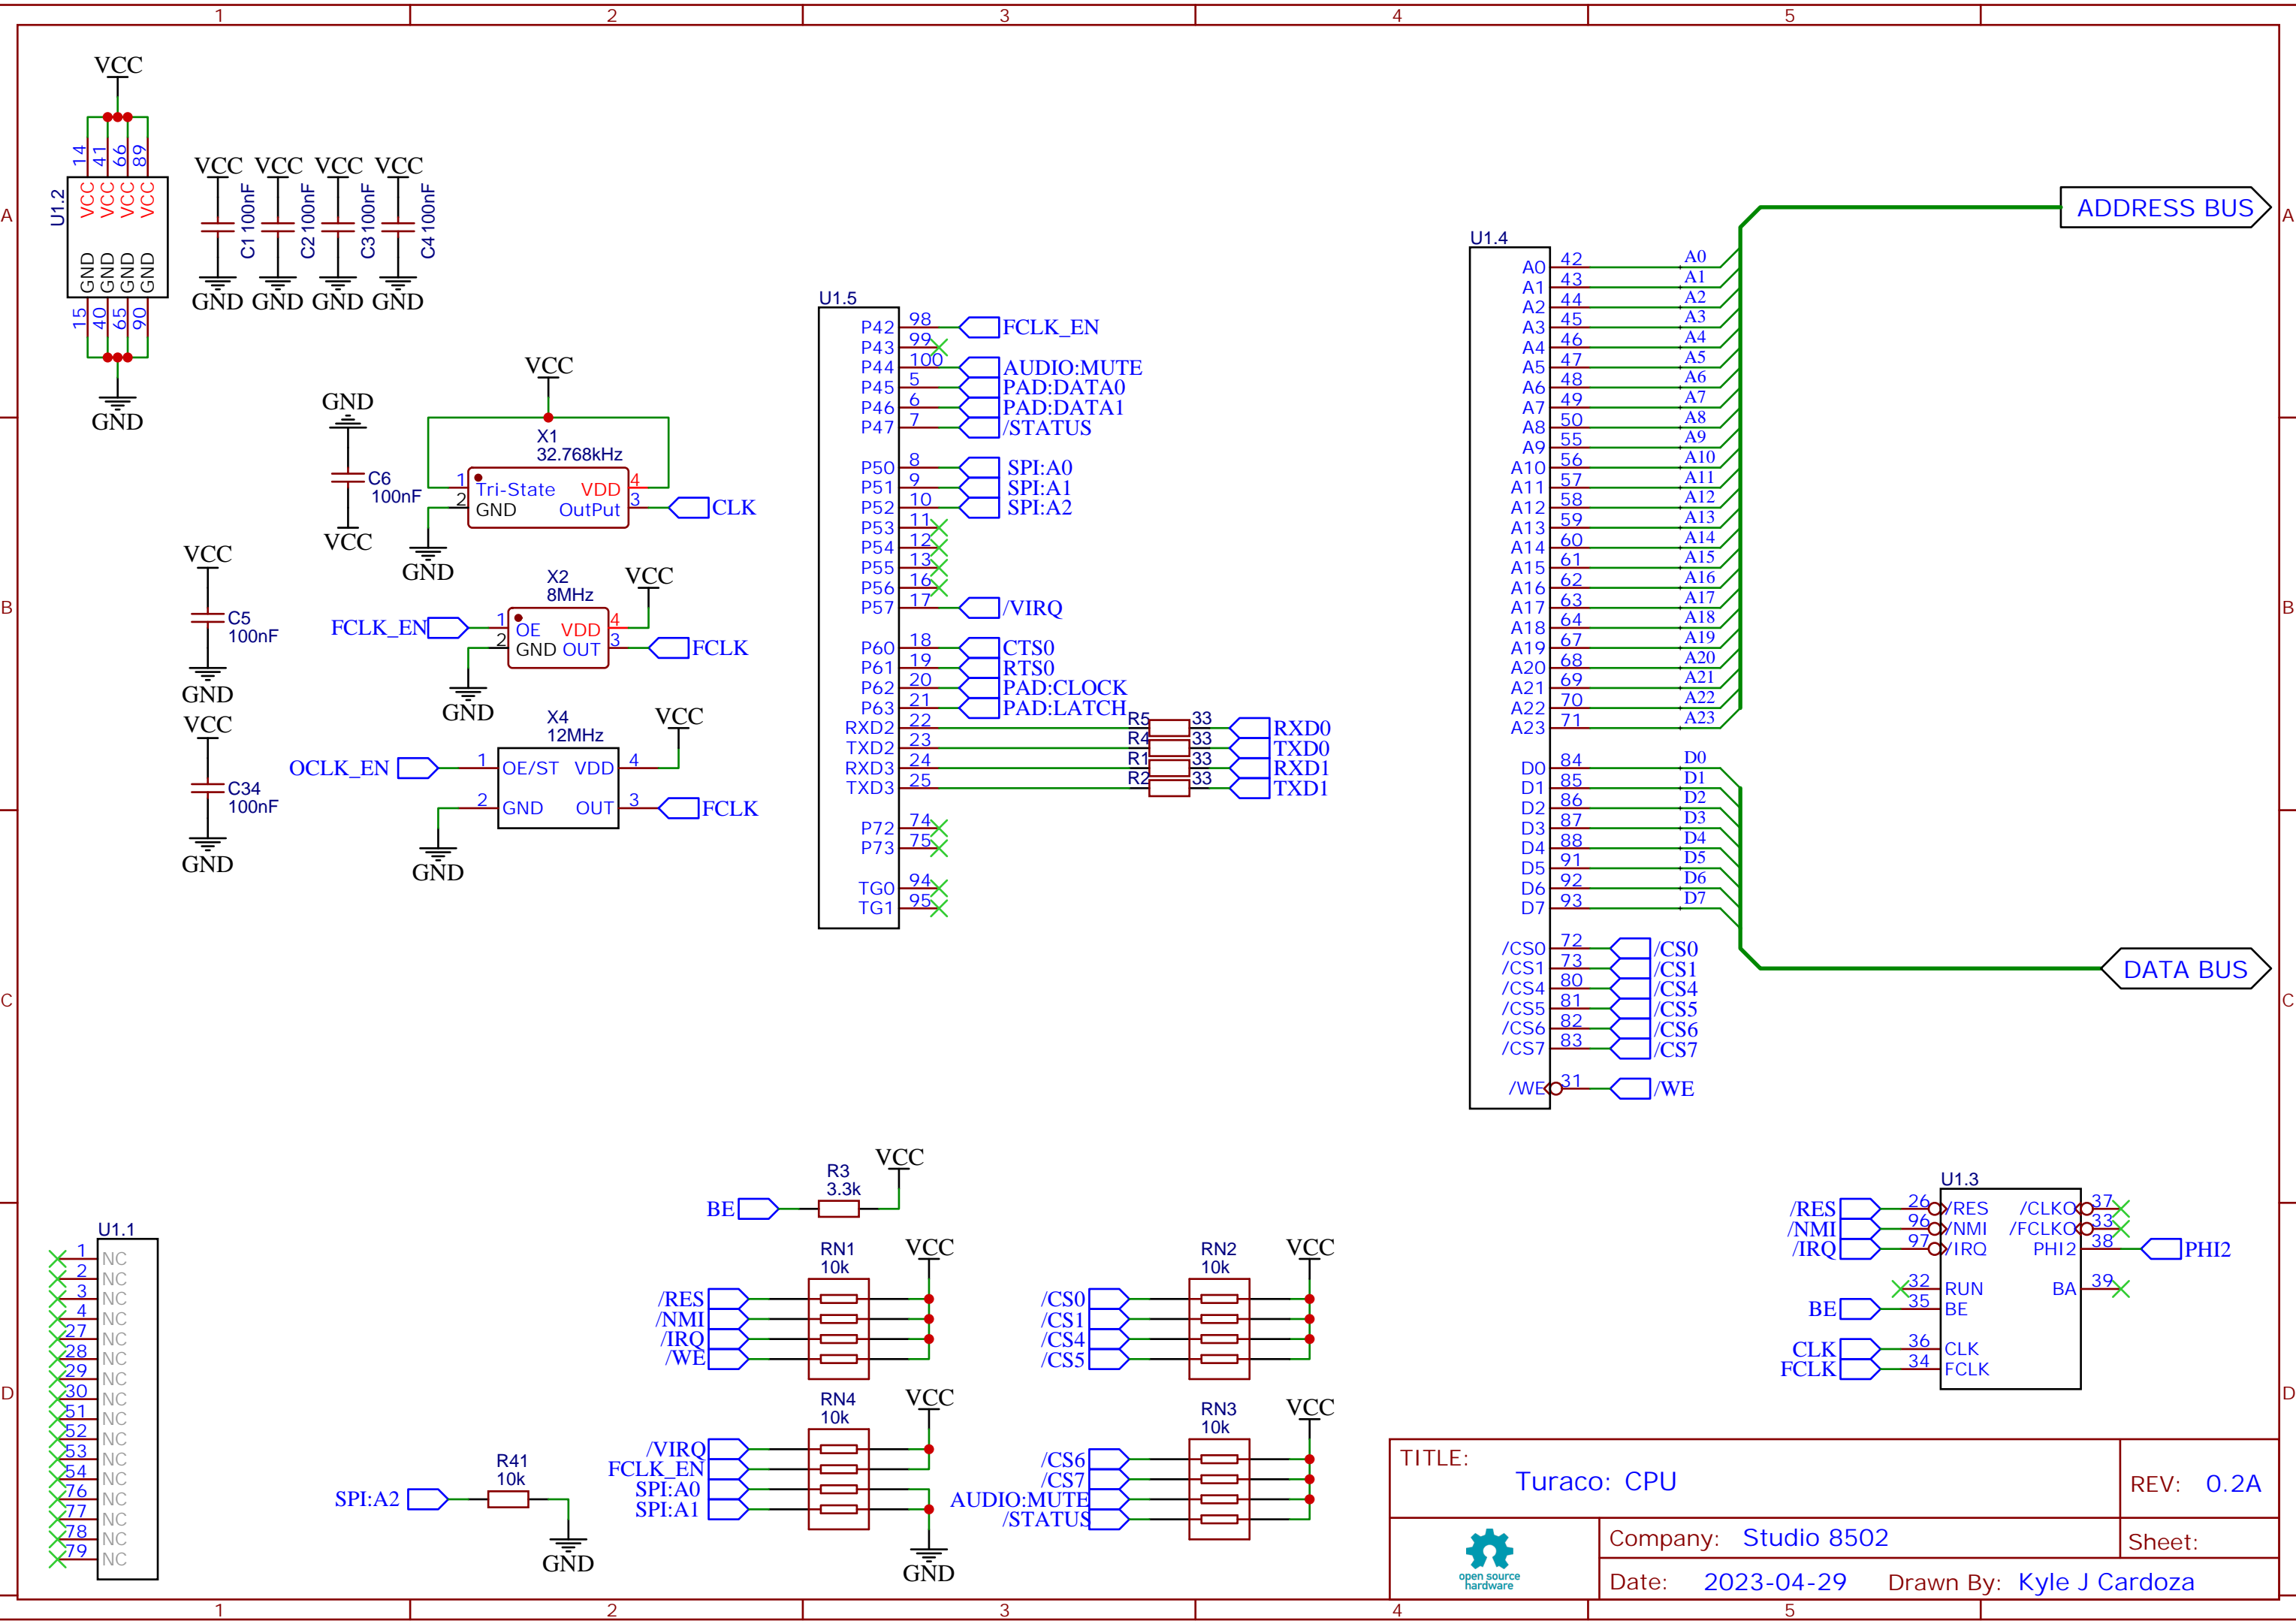 1 2 3 4 5
A
B
C
D
A
B
C
D
1 2 3 4 5
VCC
14 41 66 89
U1.2
VCC VCC VCC VCC
GND GND GND GND
15 40 65 90
GND
VCC VCC VCC VCC
C1 100nF
C2 100nF
C3 100nF
C4 100nF
GND GND GND GND
GND
C6
100nF
VCC
VCC
X1
32.768kHz
1 Tri-State VDD 4
2 GND OutPut 3 CLK
GND
VCC
C5
100nF
GND
X2
8MHz
VCC
FCLK_EN 1 OE VDD 4
2 GND OUT 3 FCLK
GND
VCC
C34
100nF
GND
X4
12MHz
VCC
OCLK_EN 1 OE/ST VDD 4
2 GND OUT 3 FCLK
GND
U1.5
P42 98 FCLK_EN
P43 99
P44 100 AUDIO:MUTE
P45 5 PAD:DATA0
P46 6 PAD:DATA1
P47 7 /STATUS
P50 8 SPI:A0
P51 9 SPI:A1
P52 10 SPI:A2
P53 11
P54 12
P55 13
P56 16
P57 17 /VIRQ
P60 18 CTS0
P61 19 RTS0
P62 20 PAD:CLOCK
P63 21 PAD:LATCH
RXD2 22 R5 33 RXD0
TXD2 23 R4 33 TXD0
RXD3 24 R1 33 RXD1
TXD3 25 R2 33 TXD1
P72 74
P73 75
TG0 94
TG1 95
U1.4
A0 42 A0
A1 43 A1
A2 44 A2
A3 45 A3
A4 46 A4
A5 47 A5
A6 48 A6
A7 49 A7
A8 50 A8
A9 55 A9
A10 56 A10
A11 57 A11
A12 58 A12
A13 59 A13
A14 60 A14
A15 61 A15
A16 62 A16
A17 63 A17
A18 64 A18
A19 67 A19
A20 68 A20
A21 69 A21
A22 70 A22
A23 71 A23
D0 84 D0
D1 85 D1
D2 86 D2
D3 87 D3
D4 88 D4
D5 91 D5
D6 92 D6
D7 93 D7
/CS0 72 /CS0
/CS1 73 /CS1
/CS4 80 /CS4
/CS5 81 /CS5
/CS6 82 /CS6
/CS7 83 /CS7
/WE 31 /WE
ADDRESS BUS
DATA BUS
U1.1
1 NC
2 NC
3 NC
4 NC
27 NC
28 NC
29 NC
30 NC
51 NC
52 NC
53 NC
54 NC
76 NC
77 NC
78 NC
79 NC
R41
10k
SPI:A2
GND
R3
3.3k
VCC
BE
RN1
10k
VCC
/RES
/NMI
/IRQ
/WE
RN2
10k
VCC
/CS0
/CS1
/CS4
/CS5
RN4
10k
VCC
/VIRQ
FCLK_EN
SPI:A0
SPI:A1
GND
RN3
10k
VCC
/CS6
/CS7
AUDIO:MUTE
/STATUS
U1.3
/RES 26 /RES /CLKO 37
/NMI 96 /NMI /FCLKO 33
/IRQ 97 /IRQ PHI2 38 PHI2
32 RUN BA 39
BE 35 BE
CLK 36 CLK
FCLK 34 FCLK
TITLE:
Turaco: CPU
REV: 0.2A
open source
hardware
Company: Studio 8502
Sheet:
Date: 2023-04-29 Drawn By: Kyle J Cardoza